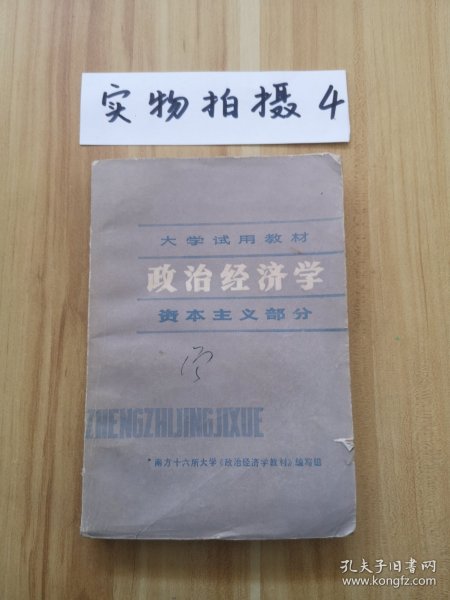 实物拍摄4
大学试用教材
政治经济学
资本主义部分
ZHENGZHIJINGJIXUE
南方十六所大学《政治经济学教材》编写组
孔夫子旧书网
www.kongfz.com